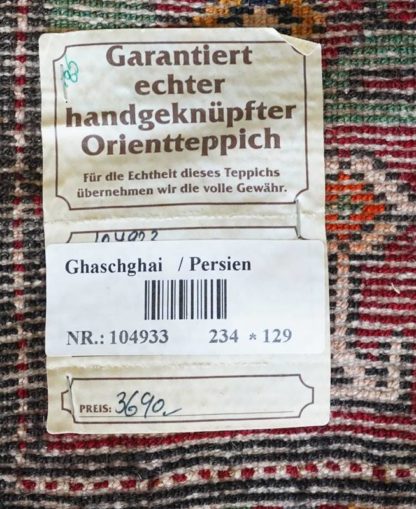 Garantiert
echter
handgeknüpfter
Orientteppich
Für die Echtheit dieses Teppichs
übernehmen wir die volle Gewähr.
Ghaschghai / Persien
NR.: 104933 234 * 129
PREIS: 3690,-